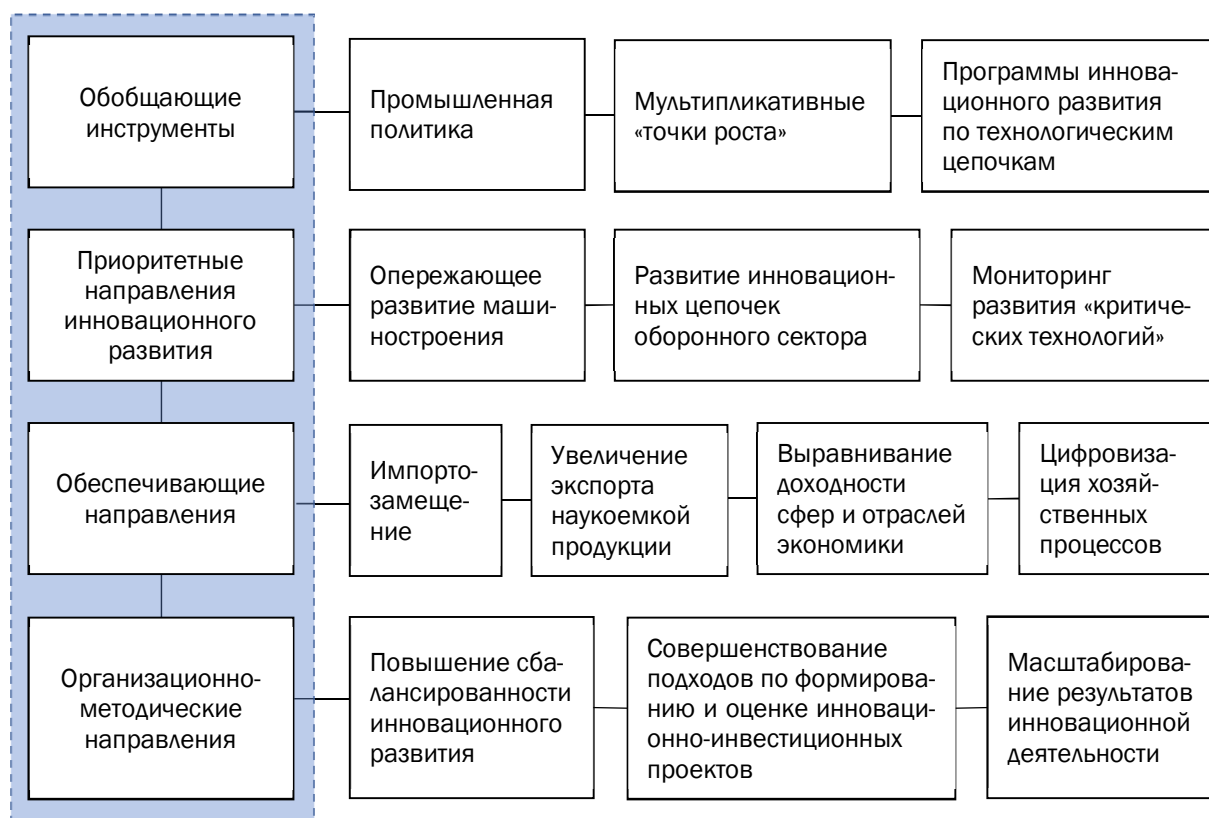 Обобщающие
инструменты
Промышленная
политика
Мультипликативные
«точки роста»
Программы иннова-
ционного развития
по технологическим
цепочкам
Приоритетные
направления
инновационного
развития
Опережающее
развитие маши-
ностроения
Развитие инновацион-
ных цепочек
оборонного сектора
Мониторинг
развития «критиче-
ских технологий»
Обеспечивающие
направления
Импорто-
замеще-
ние
Увеличение
экспорта
наукоемкой
продукции
Выравнивание
доходности
сфер и отраслей
экономики
Цифровиза-
ция хозяй-
ственных
процессов
Организационно-
методические
направления
Повышение сба-
лансированности
инновационного
развития
Совершенствование
подходов по формирова-
нию и оценке инноваци-
онно-инвестиционных
проектов
Масштабирова-
ние результатов
инновационной
деятельности